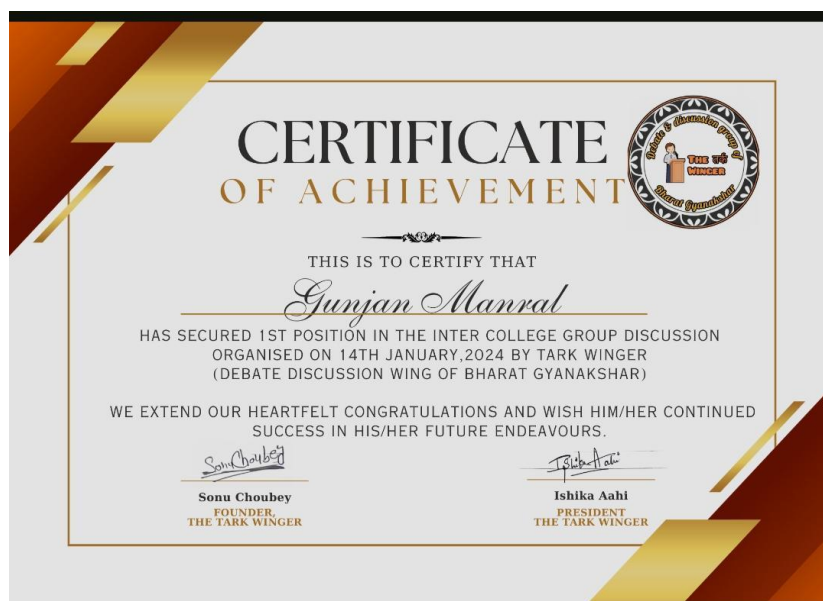 CERTIFICATE
OF ACHIEVEMENT
Debate & discussion group of
THE तर्क
WINGER
Bharat Gyanakshar
THIS IS TO CERTIFY THAT
Gunjan Manral
HAS SECURED 1ST POSITION IN THE INTER COLLEGE GROUP DISCUSSION
ORGANISED ON 14TH JANUARY,2024 BY TARK WINGER
(DEBATE DISCUSSION WING OF BHARAT GYANAKSHAR)
WE EXTEND OUR HEARTFELT CONGRATULATIONS AND WISH HIM/HER CONTINUED
SUCCESS IN HIS/HER FUTURE ENDEAVOURS.
SonuChoubey
Sonu Choubey
FOUNDER,
THE TARK WINGER
Ishika Aahi
Ishika Aahi
PRESIDENT
THE TARK WINGER